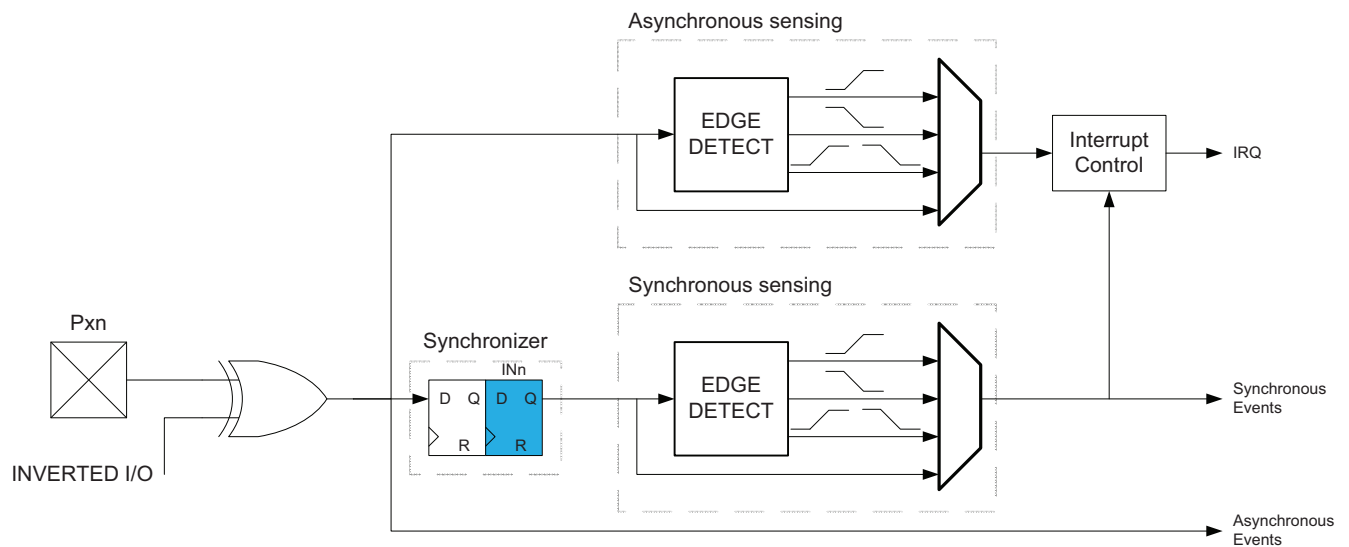 Asynchronous sensing
EDGE
DETECT
Interrupt
Control
IRQ
Synchronous sensing
Pxn
Synchronizer
INn
D Q D Q
R R
EDGE
DETECT
Synchronous
Events
INVERTED I/O
Asynchronous
Events